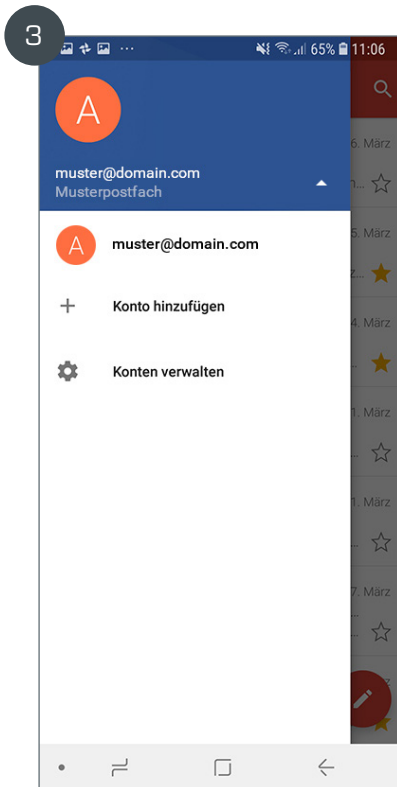 3
65% 11:06
A
muster@domain.com
Musterpostfach
A muster@domain.com
Konto hinzufügen
Konten verwalten
6. März
n...
5. März
z...
4. März
...
1. März
...
1. März
...
7. März
...
...
z